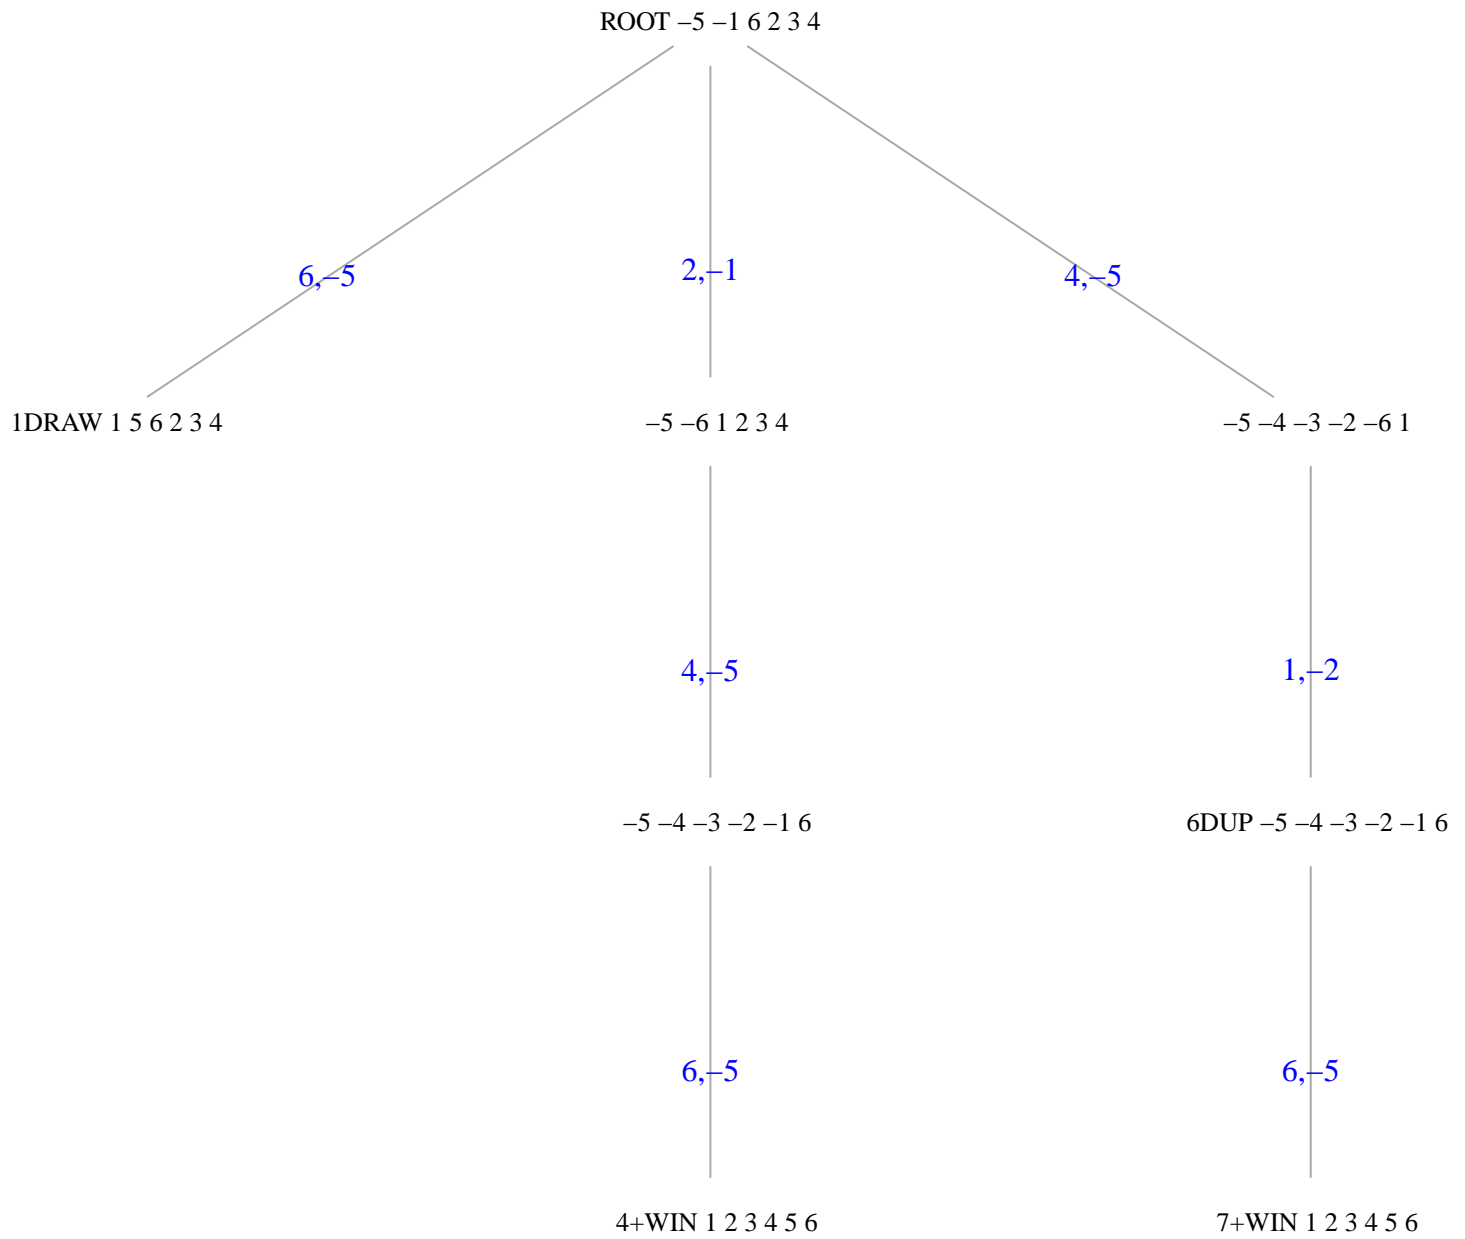 ROOT –5 –1 6 2 3 4
6,–5
2,–1
4,–5
1DRAW 1 5 6 2 3 4
–5 –6 1 2 3 4
–5 –4 –3 –2 –6 1
4,–5
1,–2
–5 –4 –3 –2 –1 6
6DUP –5 –4 –3 –2 –1 6
6,–5
6,–5
4+WIN 1 2 3 4 5 6
7+WIN 1 2 3 4 5 6